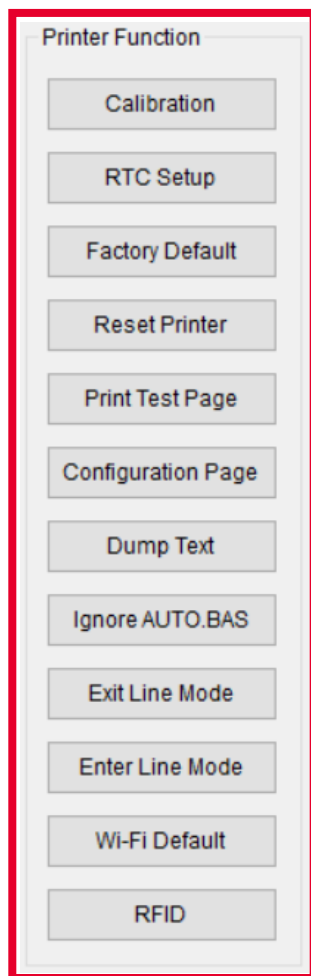 Printer Function
Calibration
RTC Setup
Factory Default
Reset Printer
Print Test Page
Configuration Page
Dump Text
Ignore AUTO.BAS
Exit Line Mode
Enter Line Mode
Wi-Fi Default
RFID